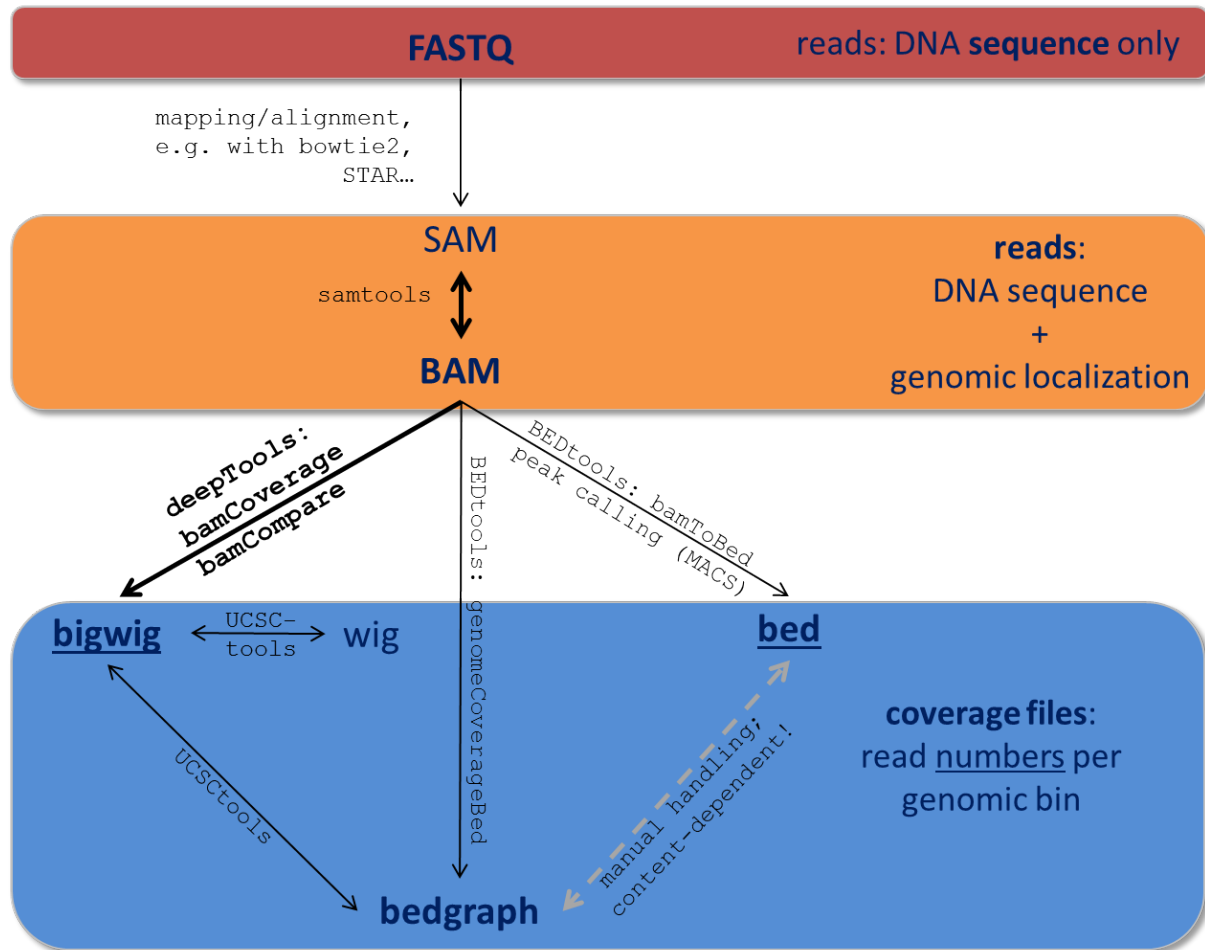 FASTQ
reads: DNA sequence only
mapping/alignment,
e.g. with bowtie2,
STAR…
SAM
samtools
BAM
reads:
DNA sequence
+
genomic localization
deepTools:
bamCoverage
bamCompare
BEDtools: genomeCoverageBed
BEDtools: bamToBed
peak calling (MACS)
bigwig
UCSC-
tools
wig
bed
UCSCtools
manual handling;
content-dependent!
coverage files:
read numbers per
genomic bin
bedgraph